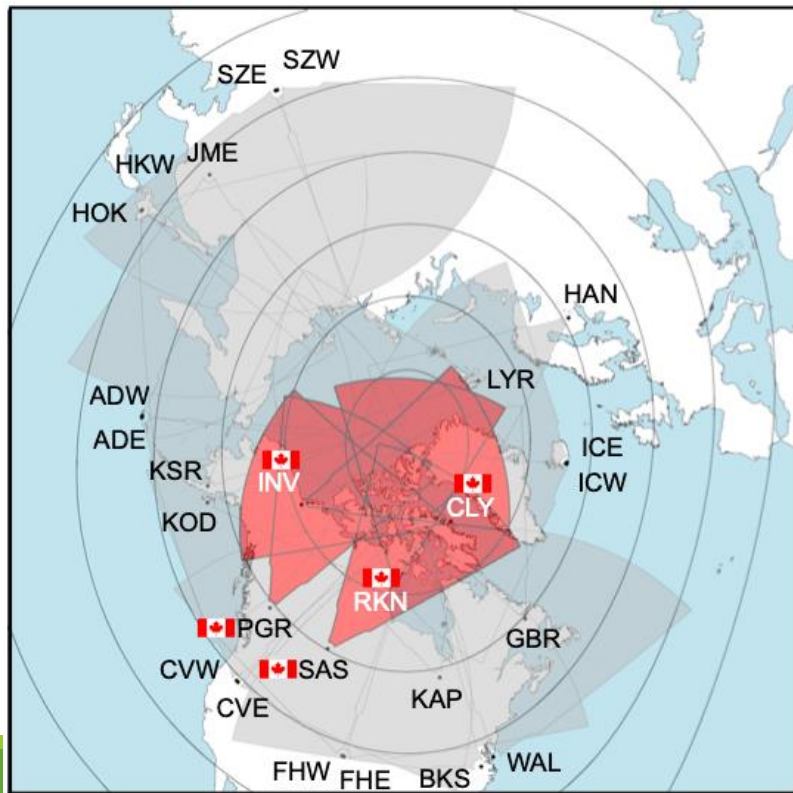 SZW
SZE
JME
HKW
HOK
HAN
LYR
ADW
ADE
ICE
ICW
KSR
INV
CLY
KOD
RKN
PGR
GBR
CVW
SAS
KAP
CVE
WAL
FHW
FHE
BKS